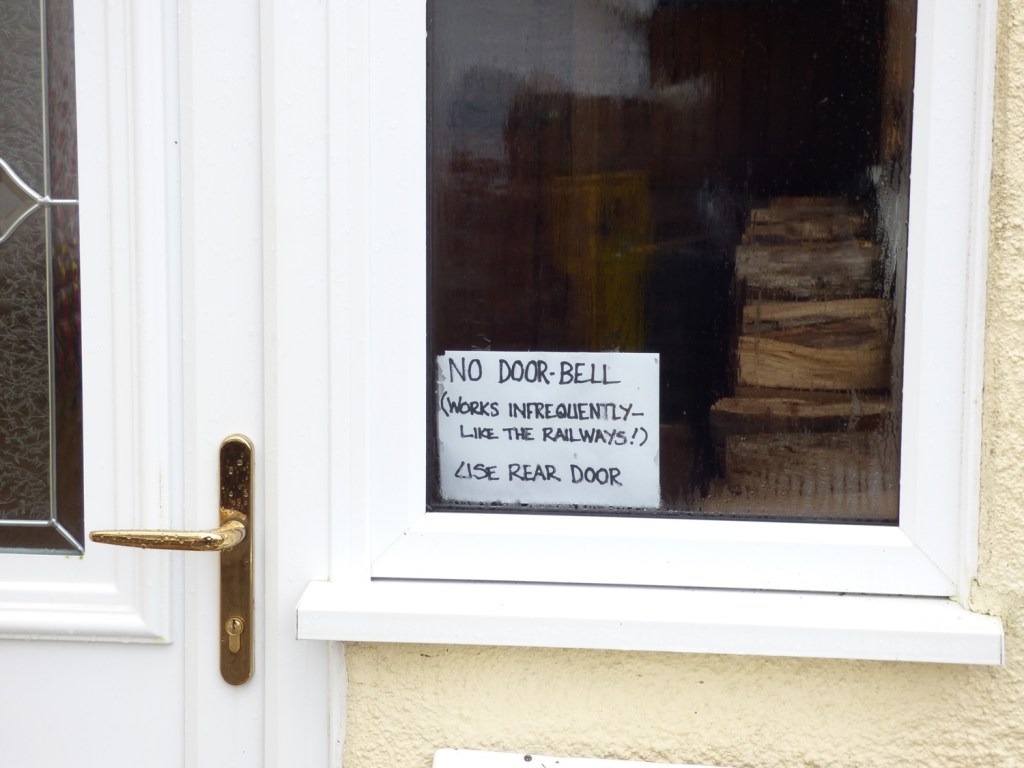 NO DOOR-BELL
(WORKS INFREQUENTLY-
LIKE THE RAILWAYS!)
USE REAR DOOR